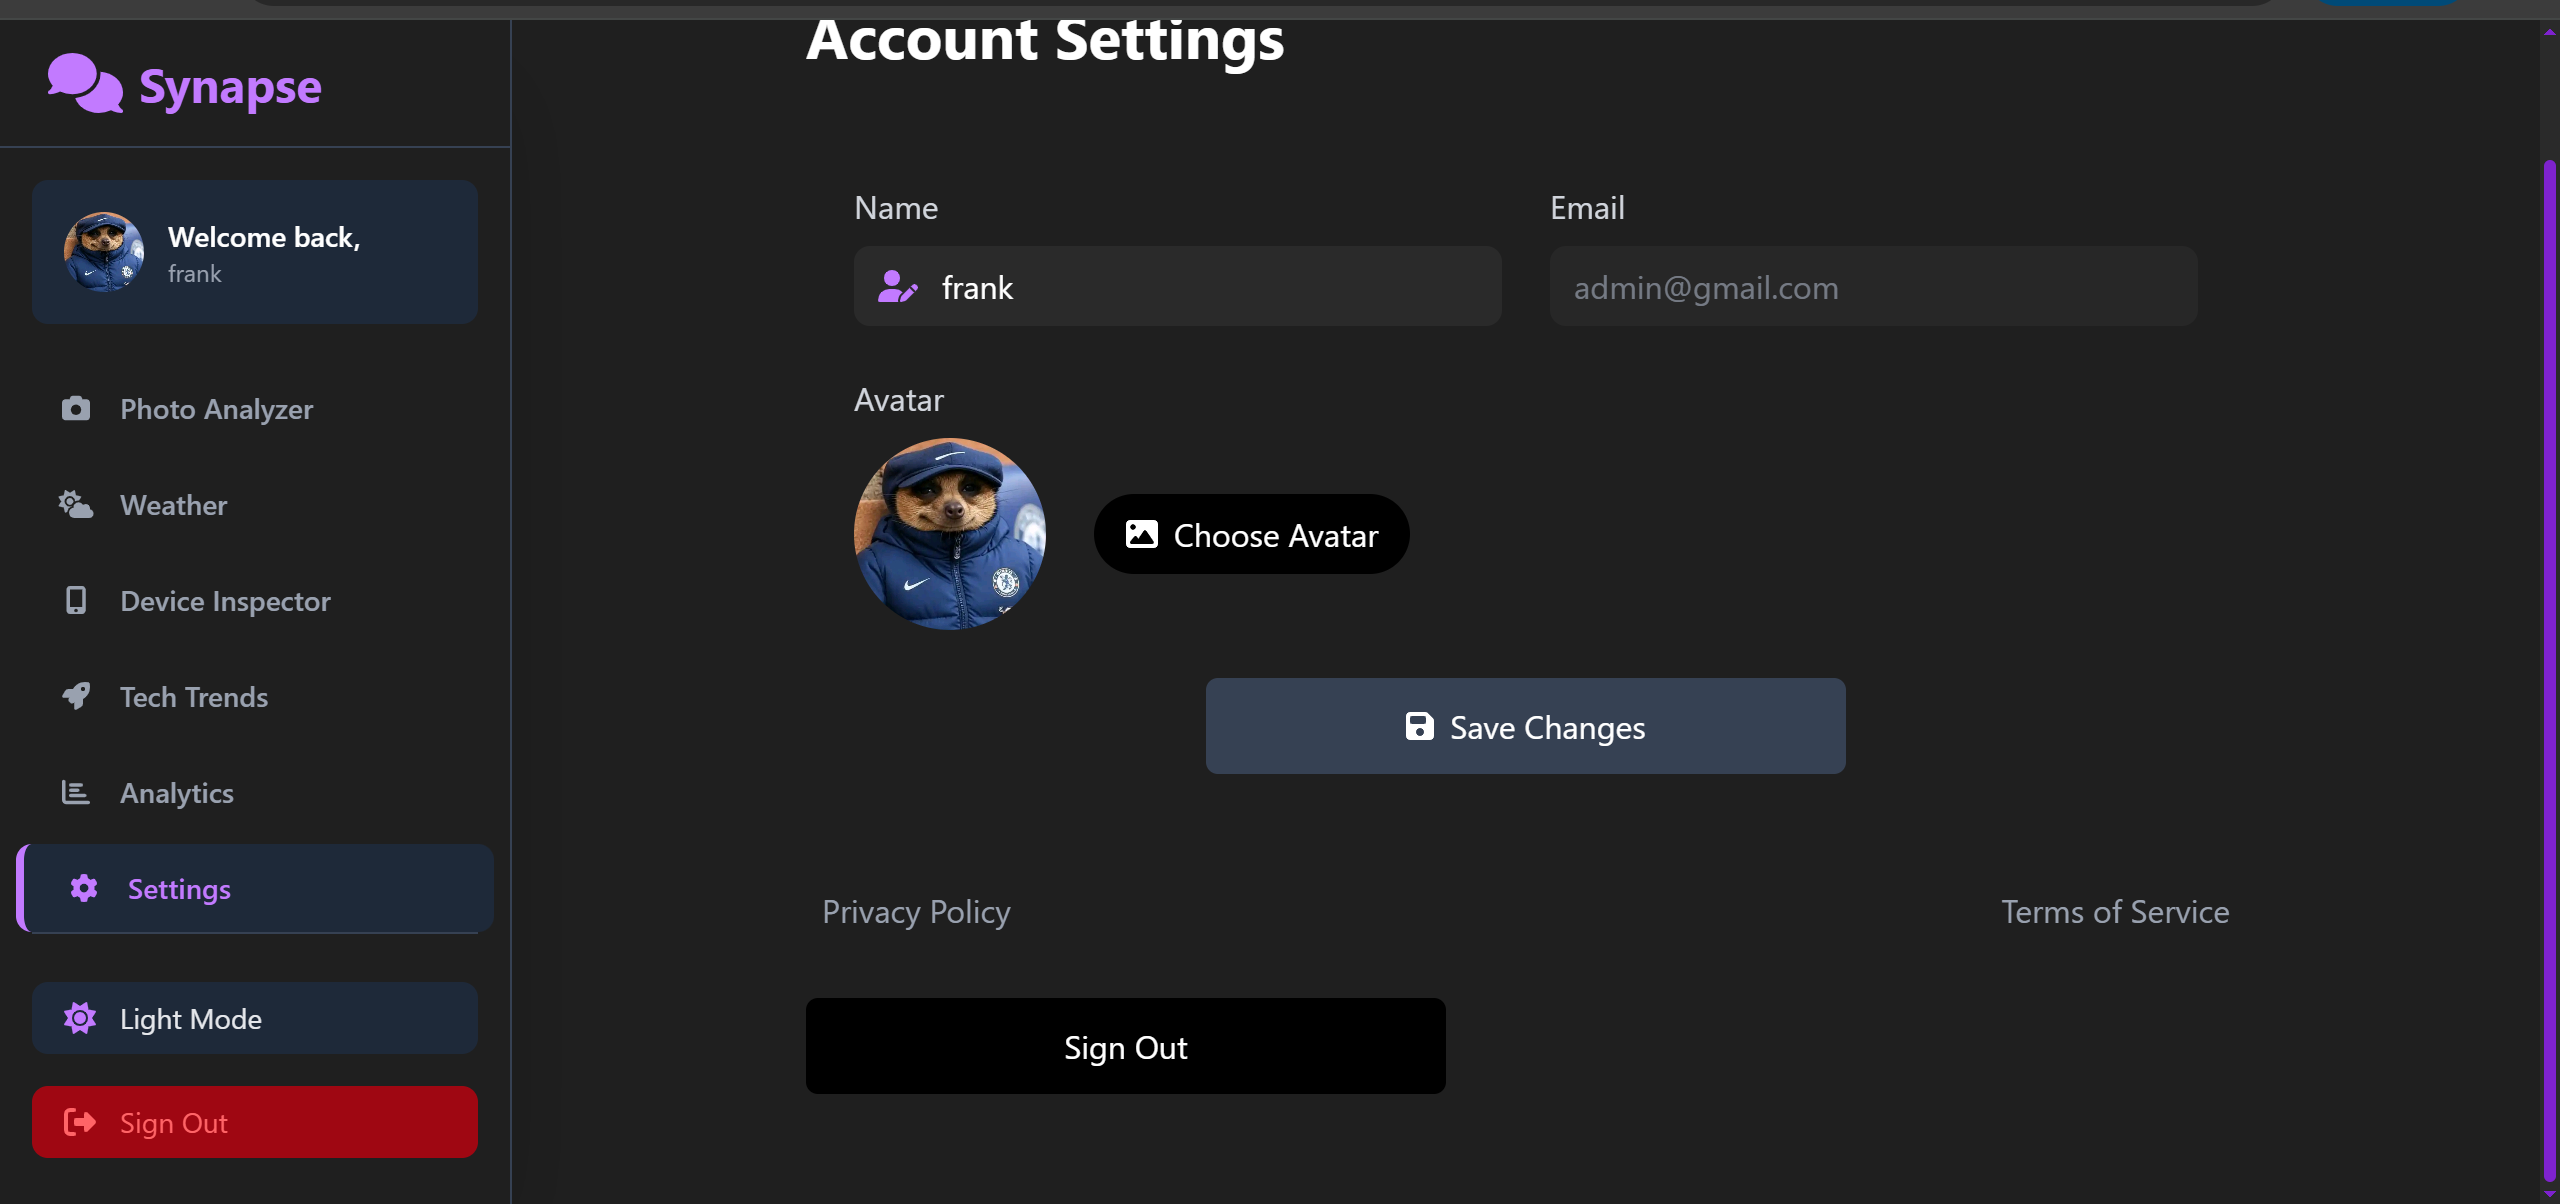 Account Settings
Synapse
Welcome back,
frank
Photo Analyzer
Weather
Device Inspector
Tech Trends
Analytics
Settings
Light Mode
Sign Out
Name
Email
frank
admin@gmail.com
Avatar
Choose Avatar
Save Changes
Privacy Policy
Terms of Service
Sign Out